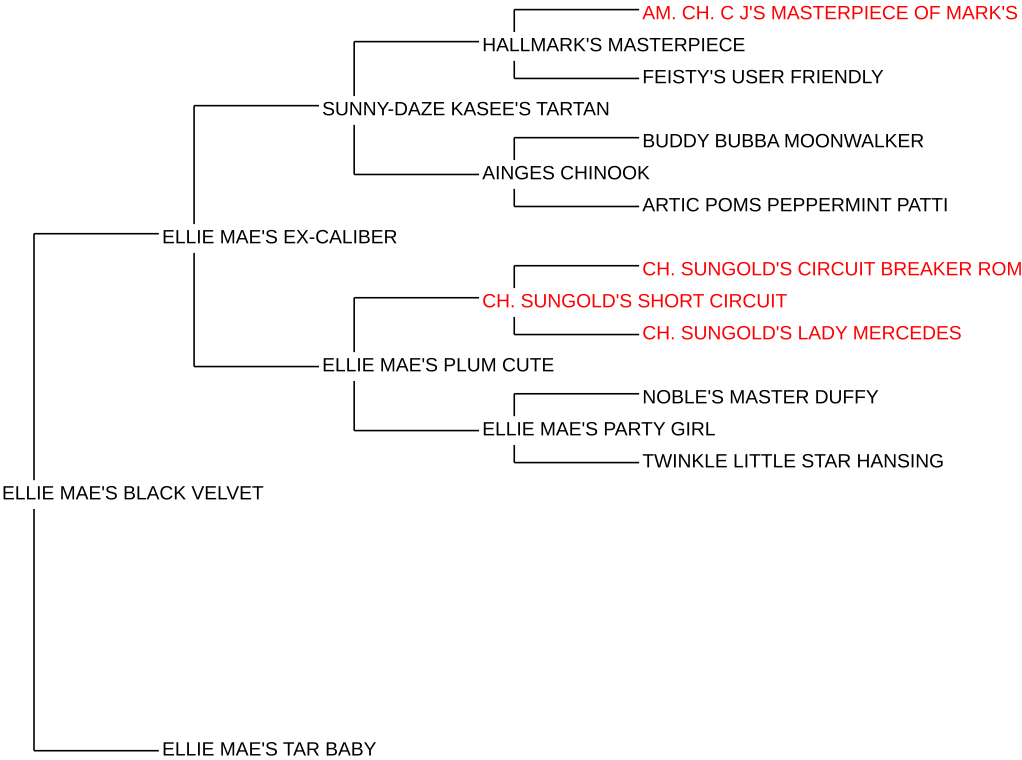 AM. CH. C J'S MASTERPIECE OF MARK'S
HALLMARK'S MASTERPIECE
FEISTY'S USER FRIENDLY
SUNNY-DAZE KASEE'S TARTAN
BUDDY BUBBA MOONWALKER
AINGES CHINOOK
ARTIC POMS PEPPERMINT PATTI
ELLIE MAE'S EX-CALIBER
CH. SUNGOLD'S CIRCUIT BREAKER ROM
CH. SUNGOLD'S SHORT CIRCUIT
CH. SUNGOLD'S LADY MERCEDES
ELLIE MAE'S PLUM CUTE
NOBLE'S MASTER DUFFY
ELLIE MAE'S PARTY GIRL
TWINKLE LITTLE STAR HANSING
ELLIE MAE'S BLACK VELVET
ELLIE MAE'S TAR BABY